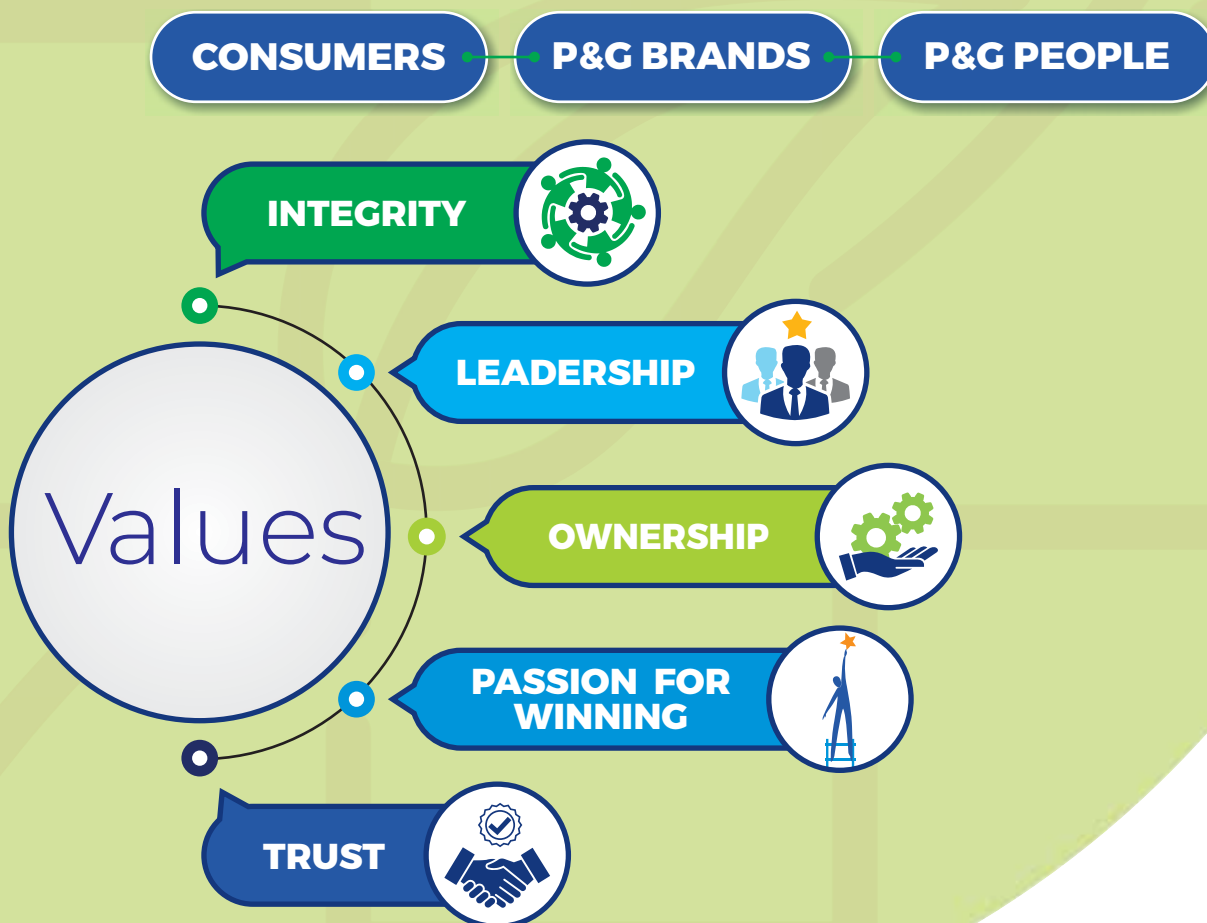 CONSUMERS P&G BRANDS P&G PEOPLE
INTEGRITY
LEADERSHIP
Values
OWNERSHIP
PASSION FOR
WINNING
TRUST